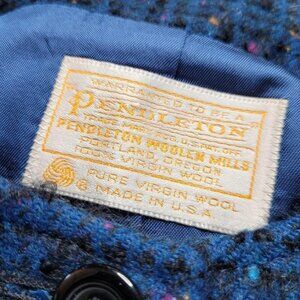 WARRANTED TO BE A
PENDLETON
TRADE MARK REG. U.S. PAT. OFF.
PENDLETON WOOLEN MILLS
PORTLAND, OREGON
100% VIRGIN WOOL
PURE VIRGIN WOOL
6 MADE IN U.S.A.